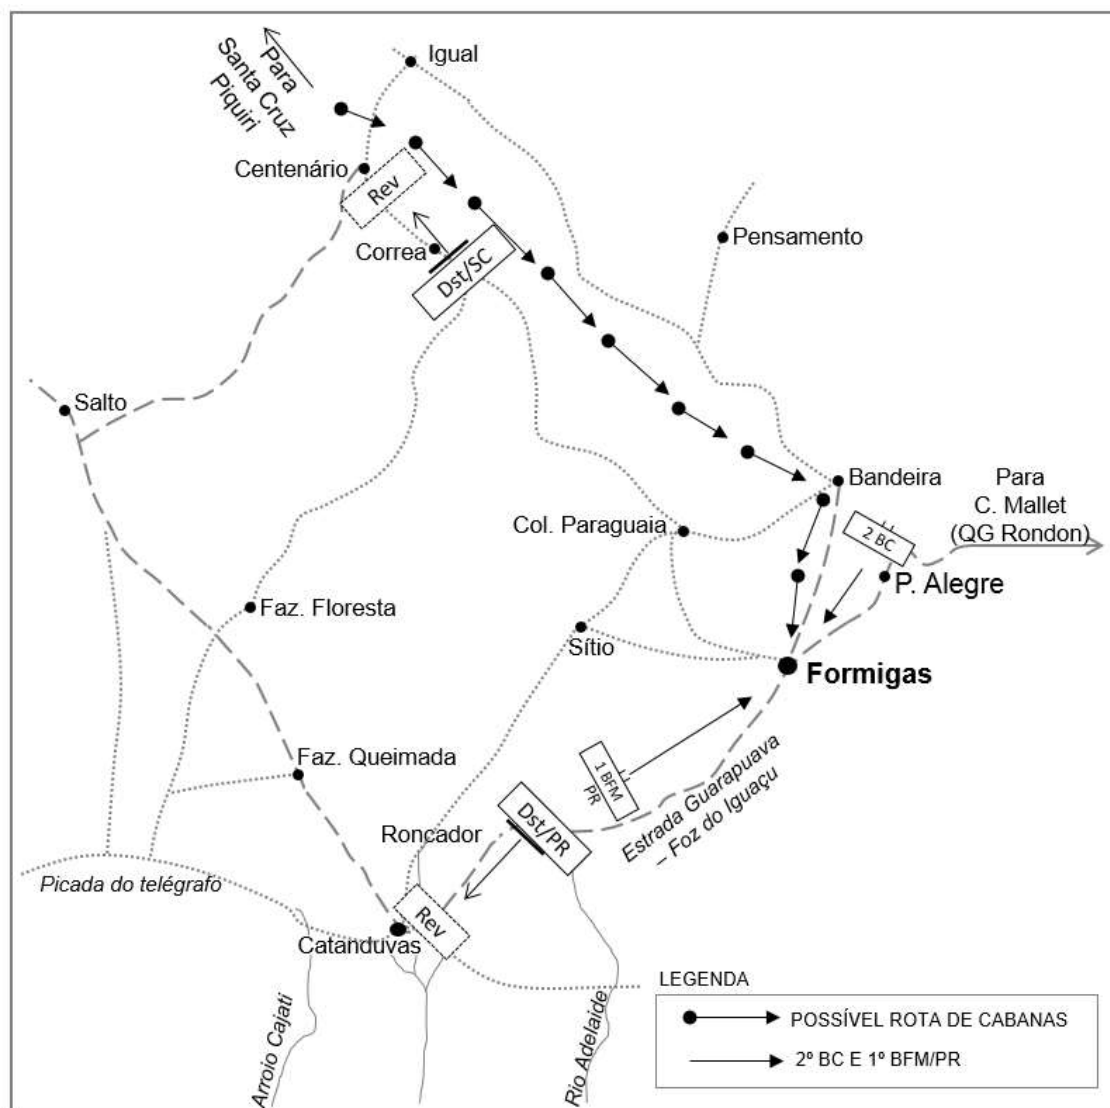 Para
Santa Cruz
Piquiri
Igual
Centenário
Rev
Correa
Dst/SC
Pensamento
Salto
Bandeira
Para
C. Mallet
(QG Rondon)
2 BC
Col. Paraguaia
P. Alegre
Faz. Floresta
Sítio
Formigas
Faz. Queimada
1 BFM
PR
Estrada Guarapuava
– Foz do Iguaçu
Roncador
Dst/PR
Picada do telégrafo
Rev
Catanduvas
Arroio Cajati
Rio Adelaide
LEGENDA
POSSÍVEL ROTA DE CABANAS
2º BC E 1º BFM/PR